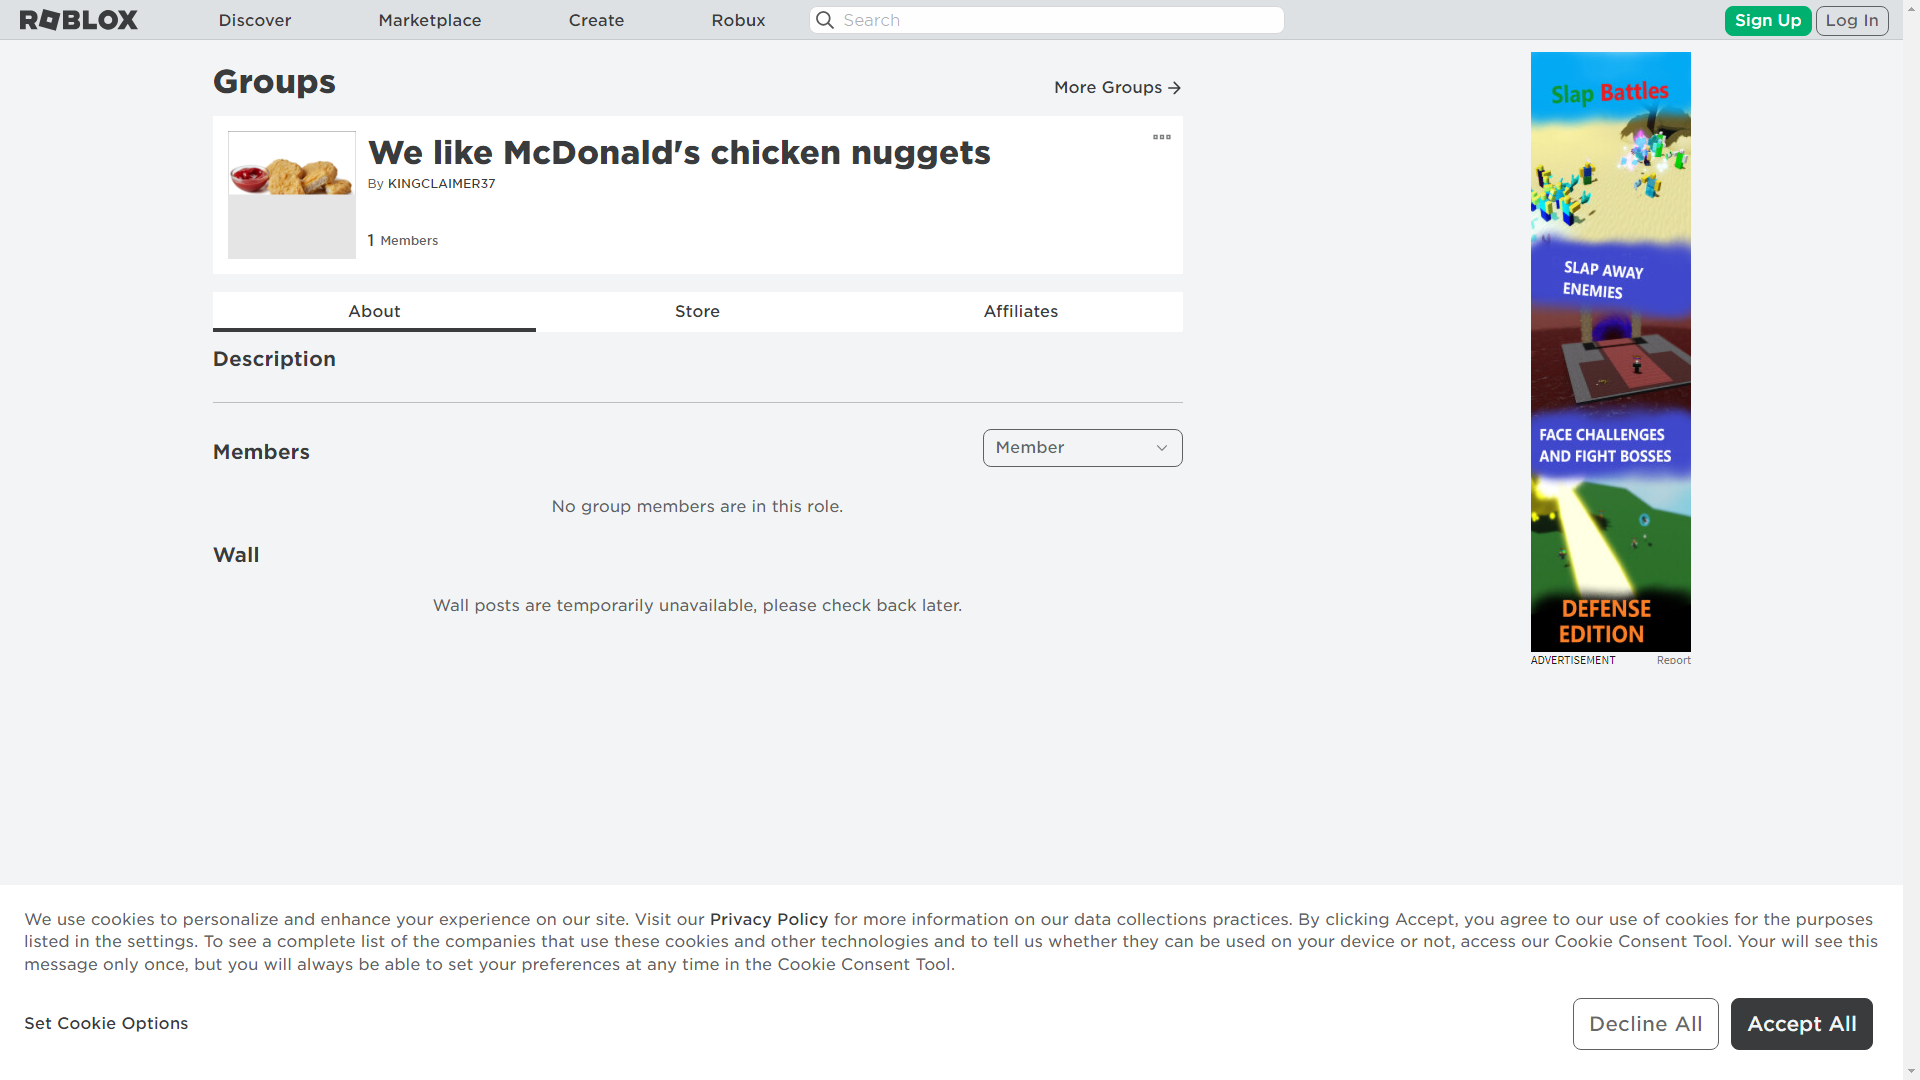 ROBLOX Discover Marketplace Create Robux Search Sign Up Log In
Groups
More Groups
We like McDonald's chicken nuggets
By KINGCLAIMER37
1 Members
About Store Affiliates
Description
Members
Member
No group members are in this role.
Wall
Wall posts are temporarily unavailable, please check back later.
Slap Battles
SLAP AWAY
ENEMIES
FACE CHALLENGES
AND FIGHT BOSSES
DEFENSE
EDITION
ADVERTISEMENT Report
We use cookies to personalize and enhance your experience on our site. Visit our Privacy Policy for more information on our data collections practices. By clicking Accept, you agree to our use of cookies for the purposes
listed in the settings. To see a complete list of the companies that use these cookies and other technologies and to tell us whether they can be used on your device or not, access our Cookie Consent Tool. Your will see this
message only once, but you will always be able to set your preferences at any time in the Cookie Consent Tool.
Set Cookie Options
Decline All
Accept All